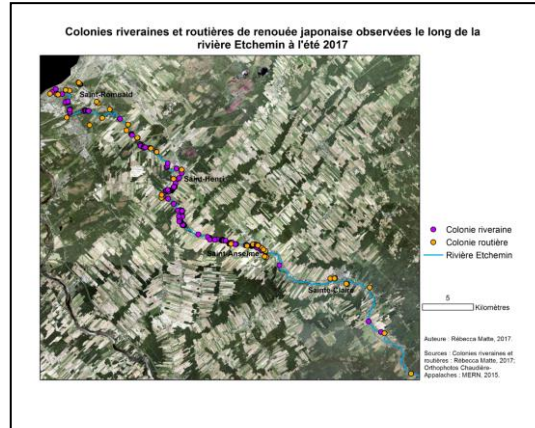 Colonies riveraines et routières de renouée japonaise observées le long de la
rivière Etchemin à l'été 2017
Saint-Romuald
Saint-Henri
Saint-Anselme
Sainte-Claire
Colonie riveraine
Colonie routière
Rivière Etchemin
5
Kilomètres
Auteure : Rébecca Matte, 2017
Sources : Colonies riveraines et
routières : Rébecca Matte, 2017;
Orthophotos Chaudière-
Appalaches : MERN, 2015.